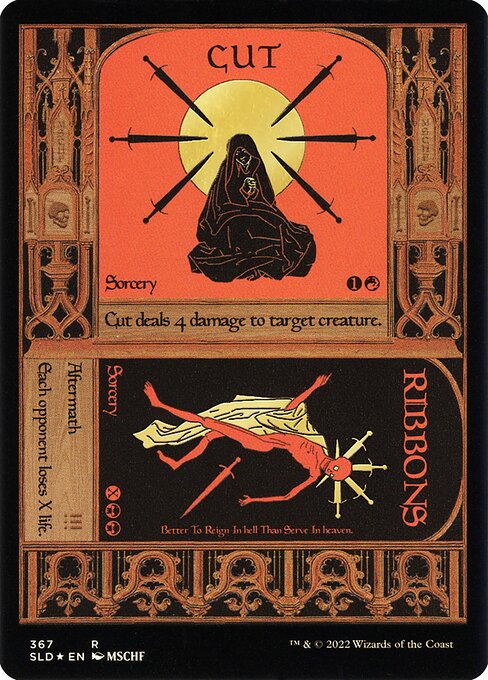 CUT
Sorcery
1
Cut deals 4 damage to target creature.
RIBBONS
Sorcery
X
Better To Reign In hell Than Serve In heaven.
Aftermath
Each opponent loses X life.
367 R
SLD ★ EN MSCHF
™ & © 2022 Wizards of the Coast